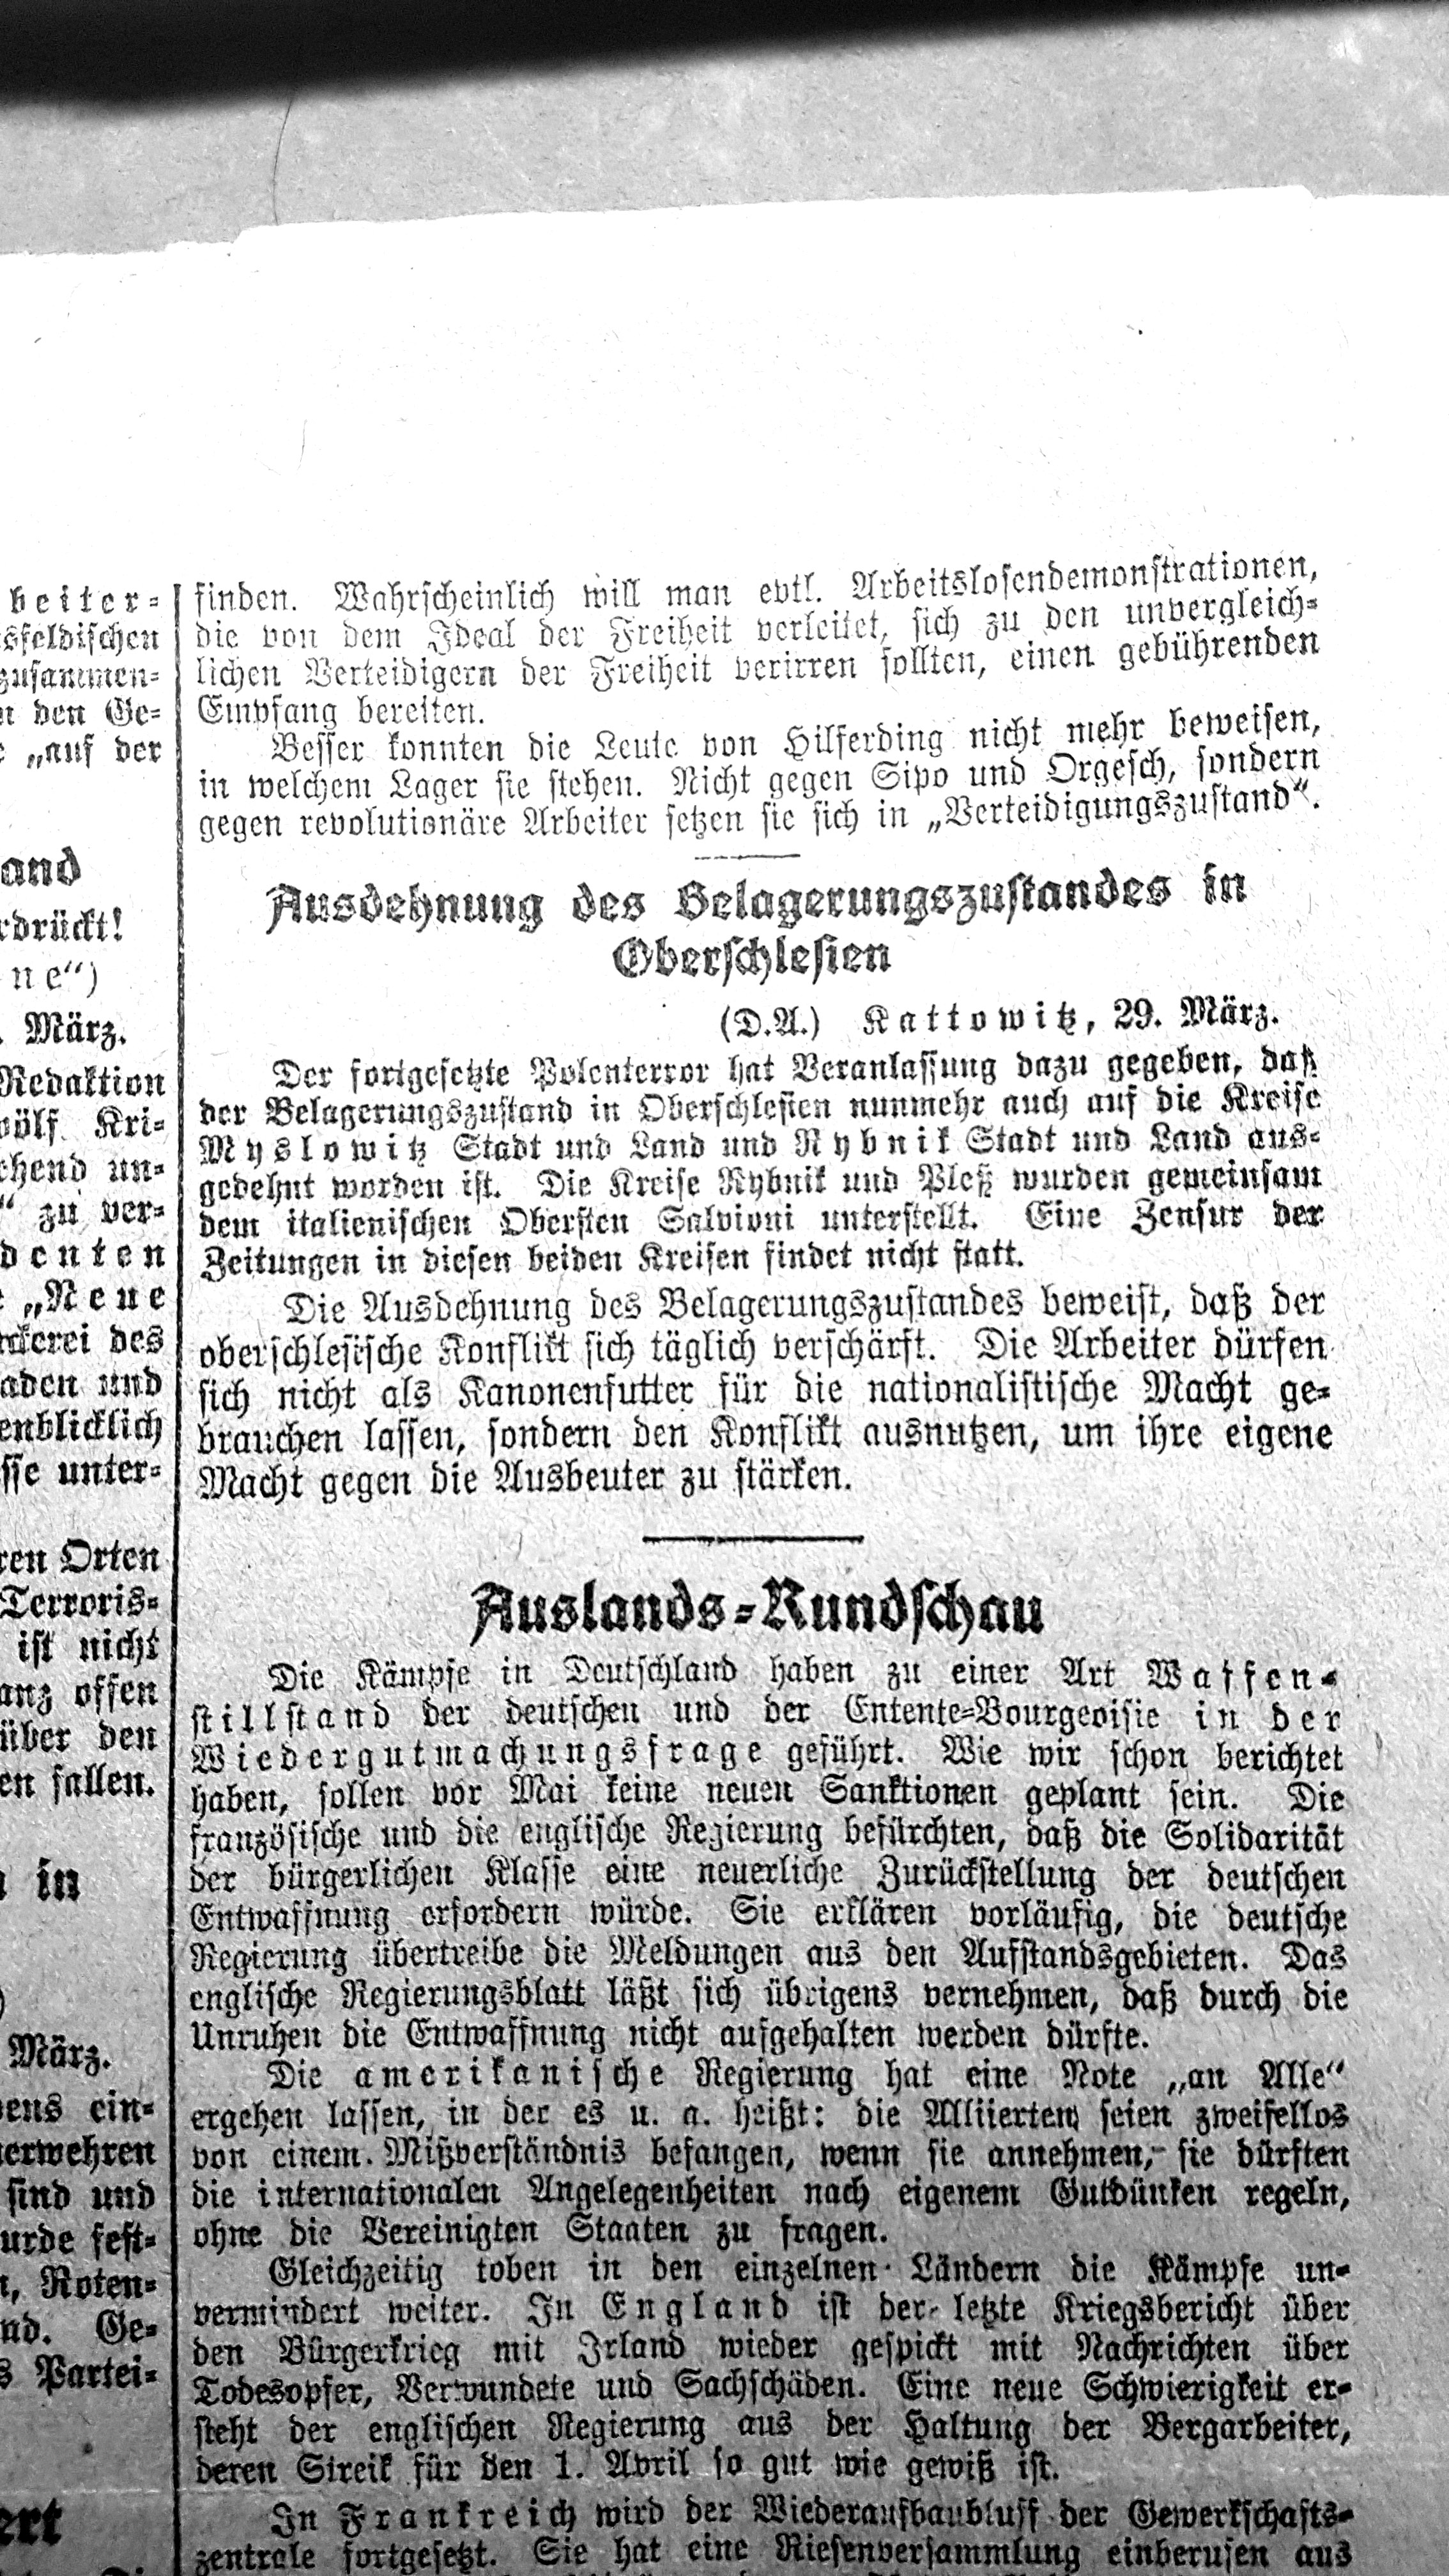 beiter-
sfeldischen
zusammen-
n den Ge-
„auf der
and
rdrückt!
ne“)
. März.
Redaktion
völf Kri-
chend un-
“ zu ver-
denten
„Neue
ckerei des
aden und
enblicklich
sse unter-
ren Orten
Terroris-
ist nicht
anz offen
über den
en fallen.
in
)
März.
ens ein-
erwehren
sind und
urde fest-
n, Roten-
nd. Ge-
s Partei-
ert
finden. Wahrscheinlich will man evtl. Arbeitslosendemonstrationen,
die von dem Ideal der Freiheit verleitet, sich zu den unvergleich-
lichen Verteidigern der Freiheit verirren sollten, einen gebührenden
Empfang bereiten.
Besser konnten die Leute von Hilferding nicht mehr beweisen,
in welchem Lager sie stehen. Nicht gegen Sipo und Orgesch, sondern
gegen revolutionäre Arbeiter setzen sie sich in „Verteidigungszustand“.
Ausdehnung des Belagerungszustandes in
Oberschlesien
(D.A.) Kattowitz, 29. März.
Der fortgesetzte Polenterror hat Veranlassung dazu gegeben, daß
der Belagerungszustand in Oberschlesien nunmehr auch auf die Kreise
Myslowitz Stadt und Land und Rybnik Stadt und Land aus-
gedehnt worden ist. Die Kreise Rybnik und Pleß wurden gemeinsam
dem italienischen Obersten Salvioni unterstellt. Eine Zensur der
Zeitungen in diesen beiden Kreisen findet nicht statt.
Die Ausdehnung des Belagerungszustandes beweist, daß der
oberschlesische Konflikt sich täglich verschärft. Die Arbeiter dürfen
sich nicht als Kanonenfutter für die nationalistische Macht ge-
brauchen lassen, sondern den Konflikt ausnutzen, um ihre eigene
Macht gegen die Ausbeuter zu stärken.
Auslands-Rundschau
Die Kämpfe in Deutschland haben zu einer Art Waffen-
stillstand der deutschen und der Entente-Bourgeoisie in der
Wiedergutmachungsfrage geführt. Wie wir schon berichtet
haben, sollen vor Mai keine neuen Sanktionen geplant sein. Die
französische und die englische Regierung befürchten, daß die Solidarität
der bürgerlichen Klasse eine neuerliche Zurückstellung der deutschen
Entwaffnung erfordern würde. Sie erklären vorläufig, die deutsche
Regierung übertreibe die Meldungen aus den Aufstandsgebieten. Das
englische Regierungsblatt läßt sich übrigens vernehmen, daß durch die
Unruhen die Entwaffnung nicht aufgehalten werden dürfte.
Die amerikanische Regierung hat eine Note „an Alle“
ergehen lassen, in der es u. a. heißt: die Alliierten seien zweifellos
von einem Mißverständnis befangen, wenn sie annehmen, sie dürften
die internationalen Angelegenheiten nach eigenem Gutdünken regeln,
ohne die Vereinigten Staaten zu fragen.
Gleichzeitig toben in den einzelnen Ländern die Kämpfe un-
vermindert weiter. In England ist der letzte Kriegsbericht über
den Bürgerkrieg mit Irland wieder gespickt mit Nachrichten über
Todesopfer, Verwundete und Sachschäden. Eine neue Schwierigkeit er-
steht der englischen Regierung aus der Haltung der Bergarbeiter,
deren Streik für den 1. April so gut wie gewiß ist.
In Frankreich wird der Wiederaufbaubluff der Gewerkschafts-
zentrale fortgesetzt. Sie hat eine Riesenversammlung einberufen aus